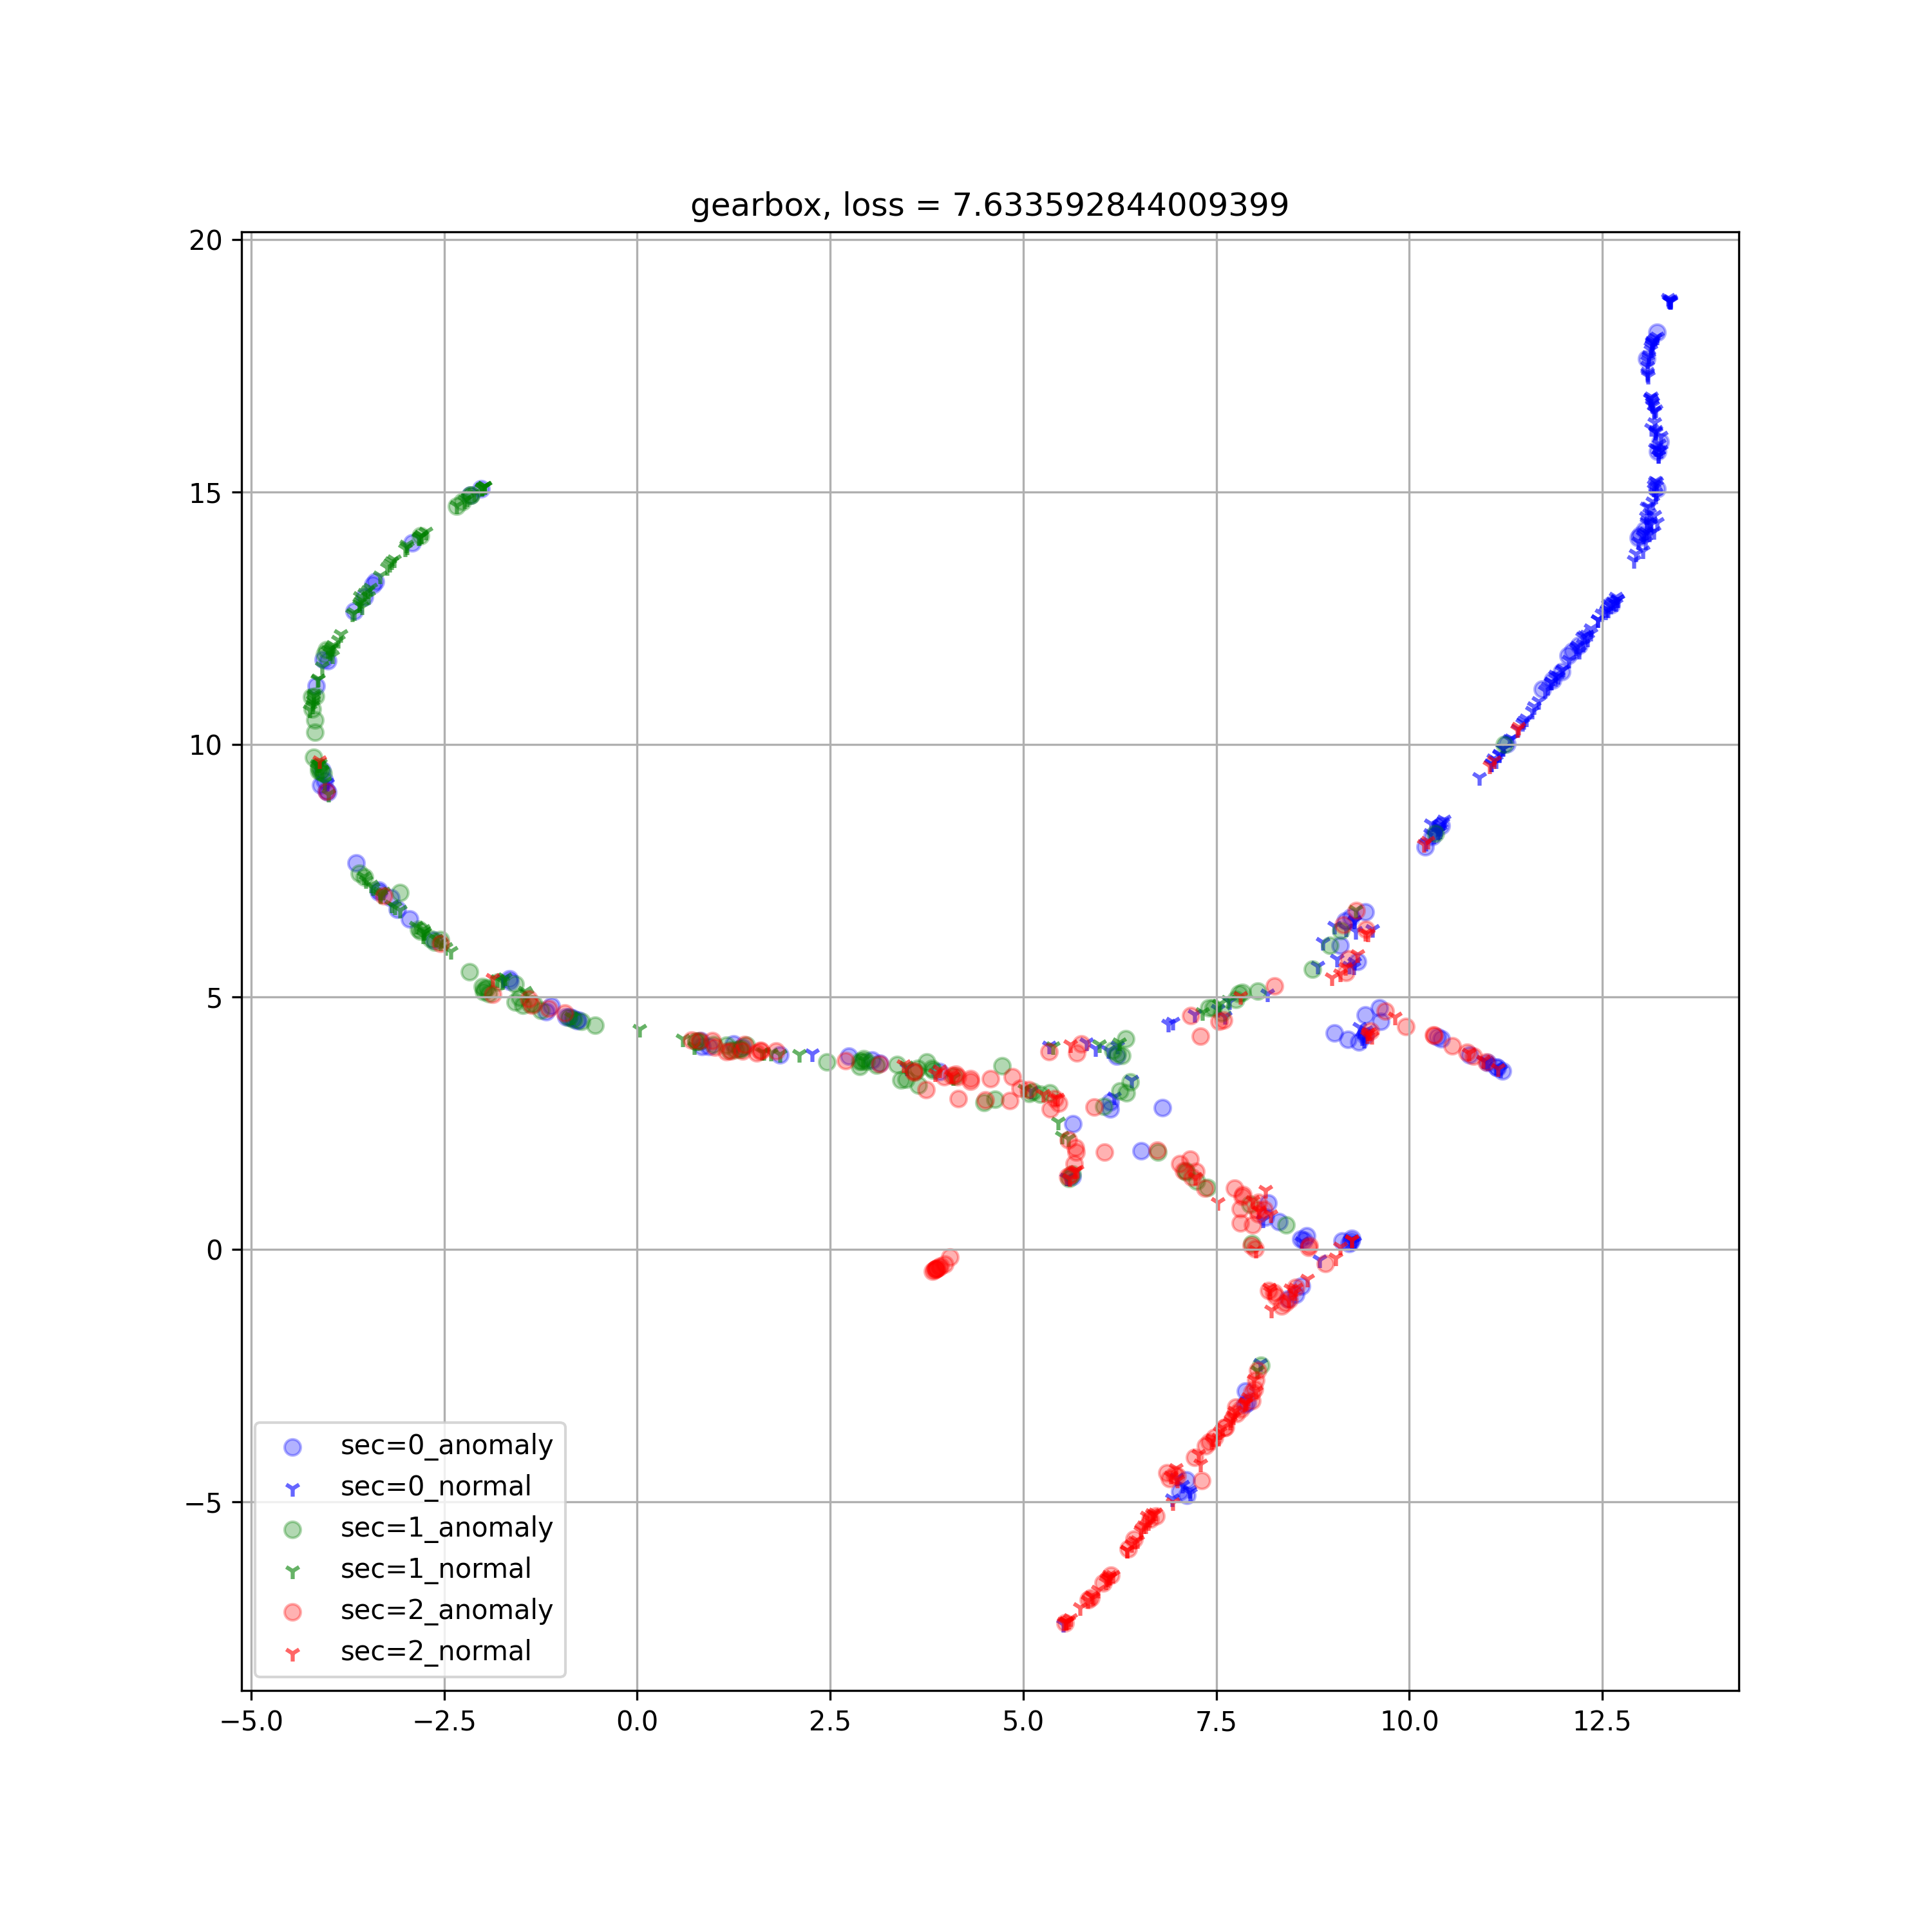 gearbox, loss = 7.633592844009399
20
15
10
5
0
−5
sec=0_anomaly
sec=0_normal
sec=1_anomaly
sec=1_normal
sec=2_anomaly
sec=2_normal
−5.0 −2.5 0.0 2.5 5.0 7.5 10.0 12.5